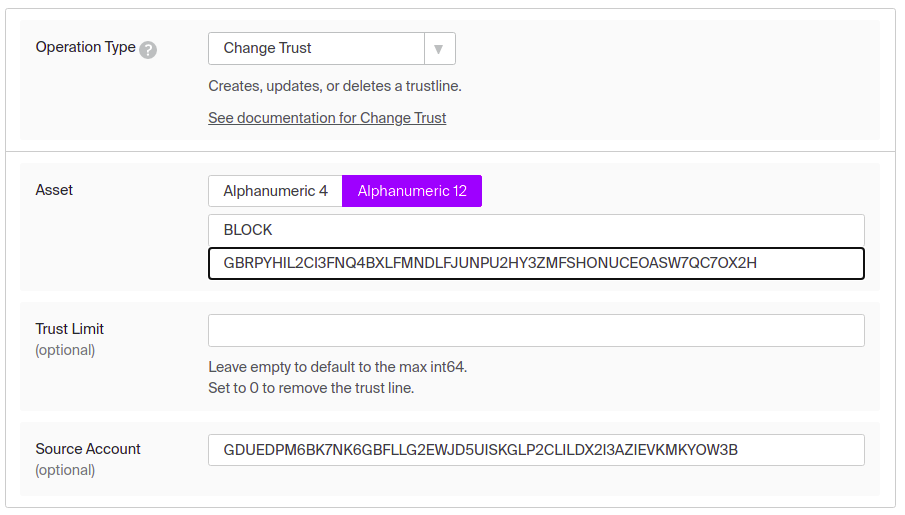 Operation Type ?
Change Trust ▼
Creates, updates, or deletes a trustline.
See documentation for Change Trust
Asset
Alphanumeric 4 Alphanumeric 12
BLOCK
GBRPYHIL2CI3FNQ4BXLFMNDLFJUNPU2HY3ZMFSHONUCEOASW7QC7OX2H
Trust Limit
(optional)
Leave empty to default to the max int64.
Set to 0 to remove the trust line.
Source Account
GDUEDPM6BK7NK6GBFLLG2EWJD5UISKGLP2CLILDX2I3AZIEVKMKYOW3B
(optional)